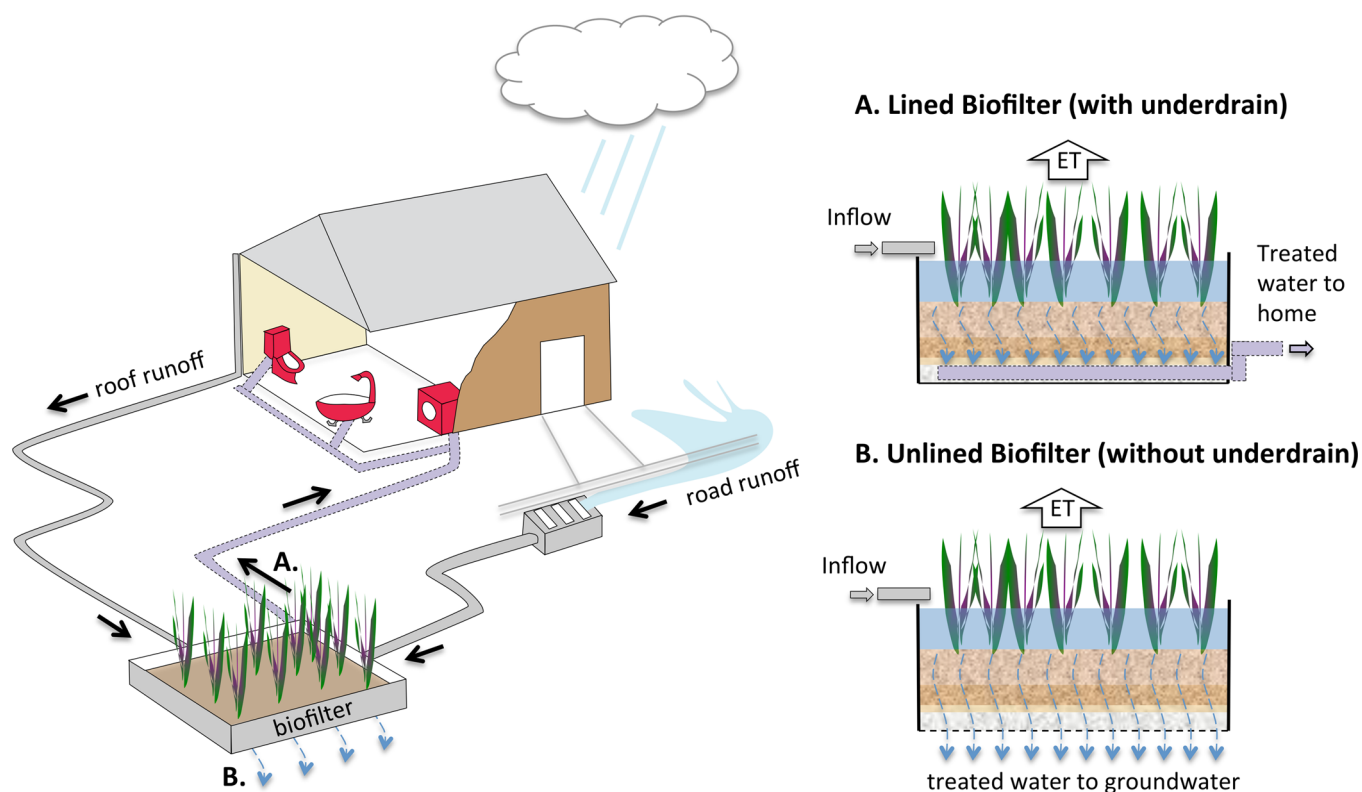 roof runoff
road runoff
A.
biofilter
B.
A. Lined Biofilter (with underdrain)
ET
Inflow
Treated
water to
home
B. Unlined Biofilter (without underdrain)
ET
Inflow
treated water to groundwater